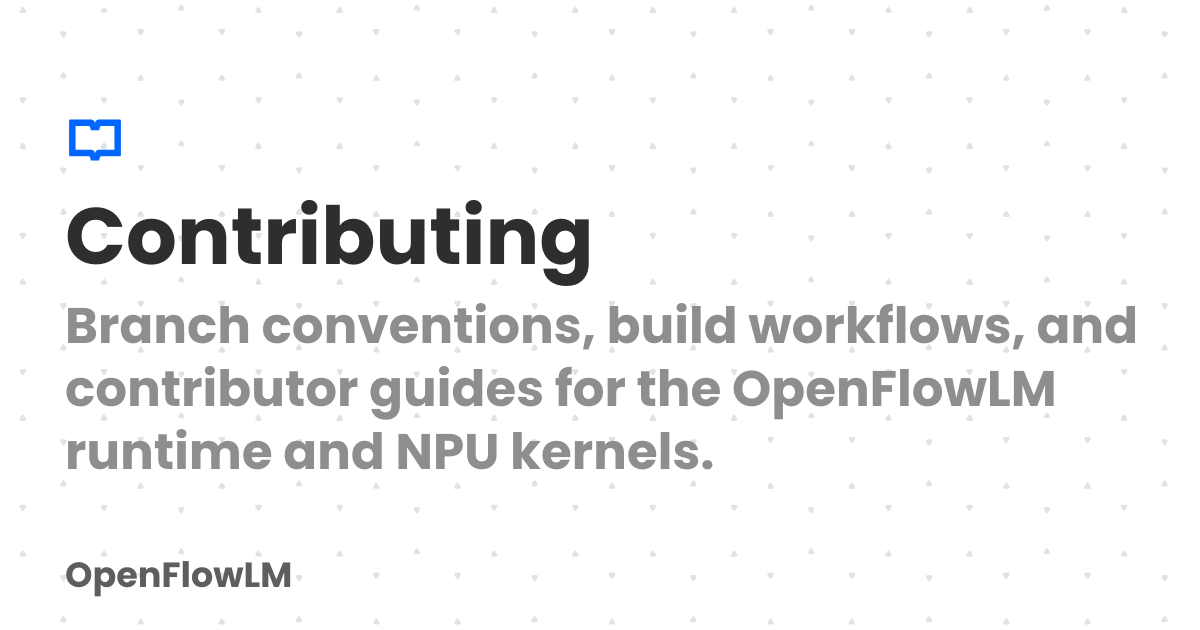 Contributing
Branch conventions, build workflows, and
contributor guides for the OpenFlowLM
runtime and NPU kernels.
OpenFlowLM